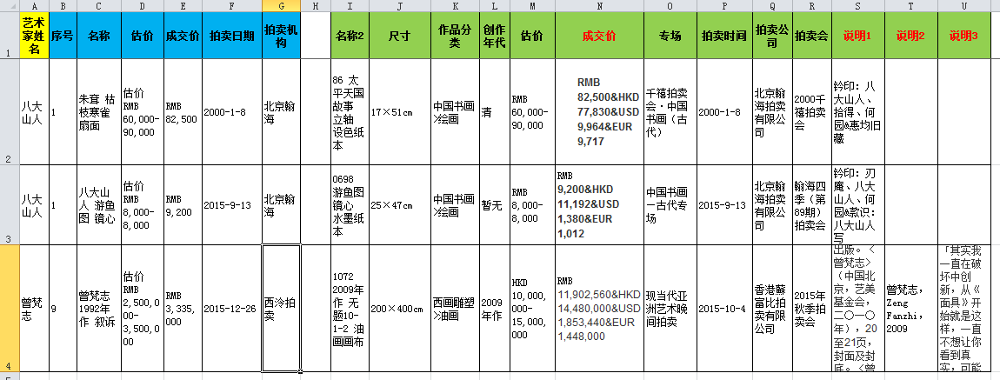 A B C D E F G H I J K L M N O P Q R S T U
艺术
家姓
名
序号
名称
估价
成交价
拍卖日期
拍卖机
构
名称2
尺寸
作品分
类
创作
年代
估价
成交价
专场
拍卖时间
拍卖
公司
拍卖会
说明1
说明2
说明3
1
八大
山人
1
朱耷 枯
枝寒雀
扇面
估价
RMB
60,000-
90,000
RMB
82,500
2000-1-8
北京翰
海
86 太
平天国
故事
立轴
设色纸
本
17×51cm
中国书画
>绘画
清
RMB
60,000-
90,000
RMB
82,500&HKD
77,830&USD
9,964&EUR
9,717
千禧拍卖
会·中国
书画（古
代）
2000-1-8
北京翰
海拍卖
有限公
司
2000千
禧拍卖
会
钤印：八
大山人、
拾得、何
园&惠均旧
藏
2
八大
山人
1
八大山
人 游鱼
图 镜心
估价
RMB
8,000-
8,000
RMB
9,200
2015-9-13
北京翰
海
0698
游鱼图
镜心
水墨纸
本
25×47cm
中国书画
>绘画
暂无
RMB
8,000-
8,000
RMB
9,200&HKD
11,192&USD
1,380&EUR
1,012
中国书画
—古代专
场
2015-9-13
北京翰
海拍卖
有限公
司
翰海四
季（第
89期）
拍卖会
钤印：刃
庵、八大
山人、何
园&款识：
八大山人
写
3
曾梵
志
9
曾梵志
1992年
作 叙诉
估价
RMB
2,500,0
00-
3,500,0
00
RMB
3,335,
000
2015-12-26
西泠拍
卖
1072
2009年
作 无
题10-
1-2 油
画画布
200×400cm
西画雕塑
>油画
2009
年作
HKD
10,000
,000-
15,000
,000
RMB
11,902,560&HKD
14,480,000&USD
1,853,440&EUR
1,448,000
现当代亚
洲艺术晚
间拍卖
2015-10-4
香港蘇
富比拍
卖有限
公司
2015年
秋季拍
卖会
出版。〈
曾梵志〉
（中国北
京，艺美
基金会，
二〇一〇
年），20
至21页，
封面及封
底。〈曾
曾梵志，
Zeng
Fanzhi，
2009
「其实我
一直在破
坏中创
新，从《
面具》开
始就是这
样，一直
不想让你
看到真
实，可能
4